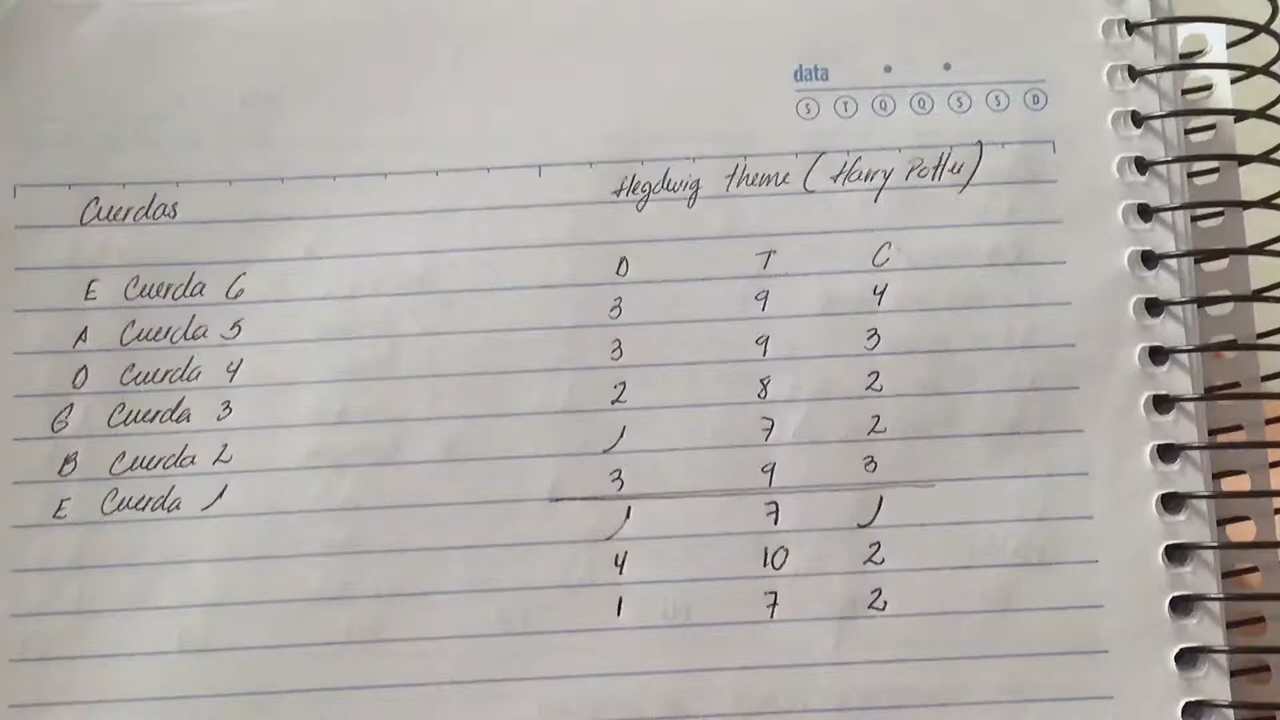 data
S T Q Q S S D
Hegdwig theme (Harry Potter)
Cuerdas
D T C
E Cuerda 6
3 9 4
A Cuerda 5
3 9 3
D Cuerda 4
2 8 2
G Cuerda 3
1 7 2
B Cuerda 2
3 9 3
E Cuerda 1
1 7 1
4 10 2
1 7 2